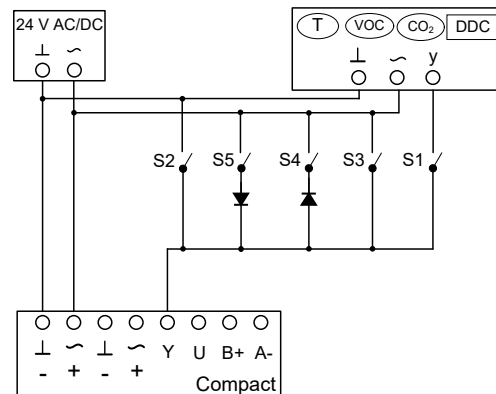 24 V AC/DC
⊥ ~
T VOC CO₂ DDC
⊥ ~ y
S2 S5 S4 S3 S1
⊥ ~ ⊥ ~ Y U B+ A-
- + - +
Compact